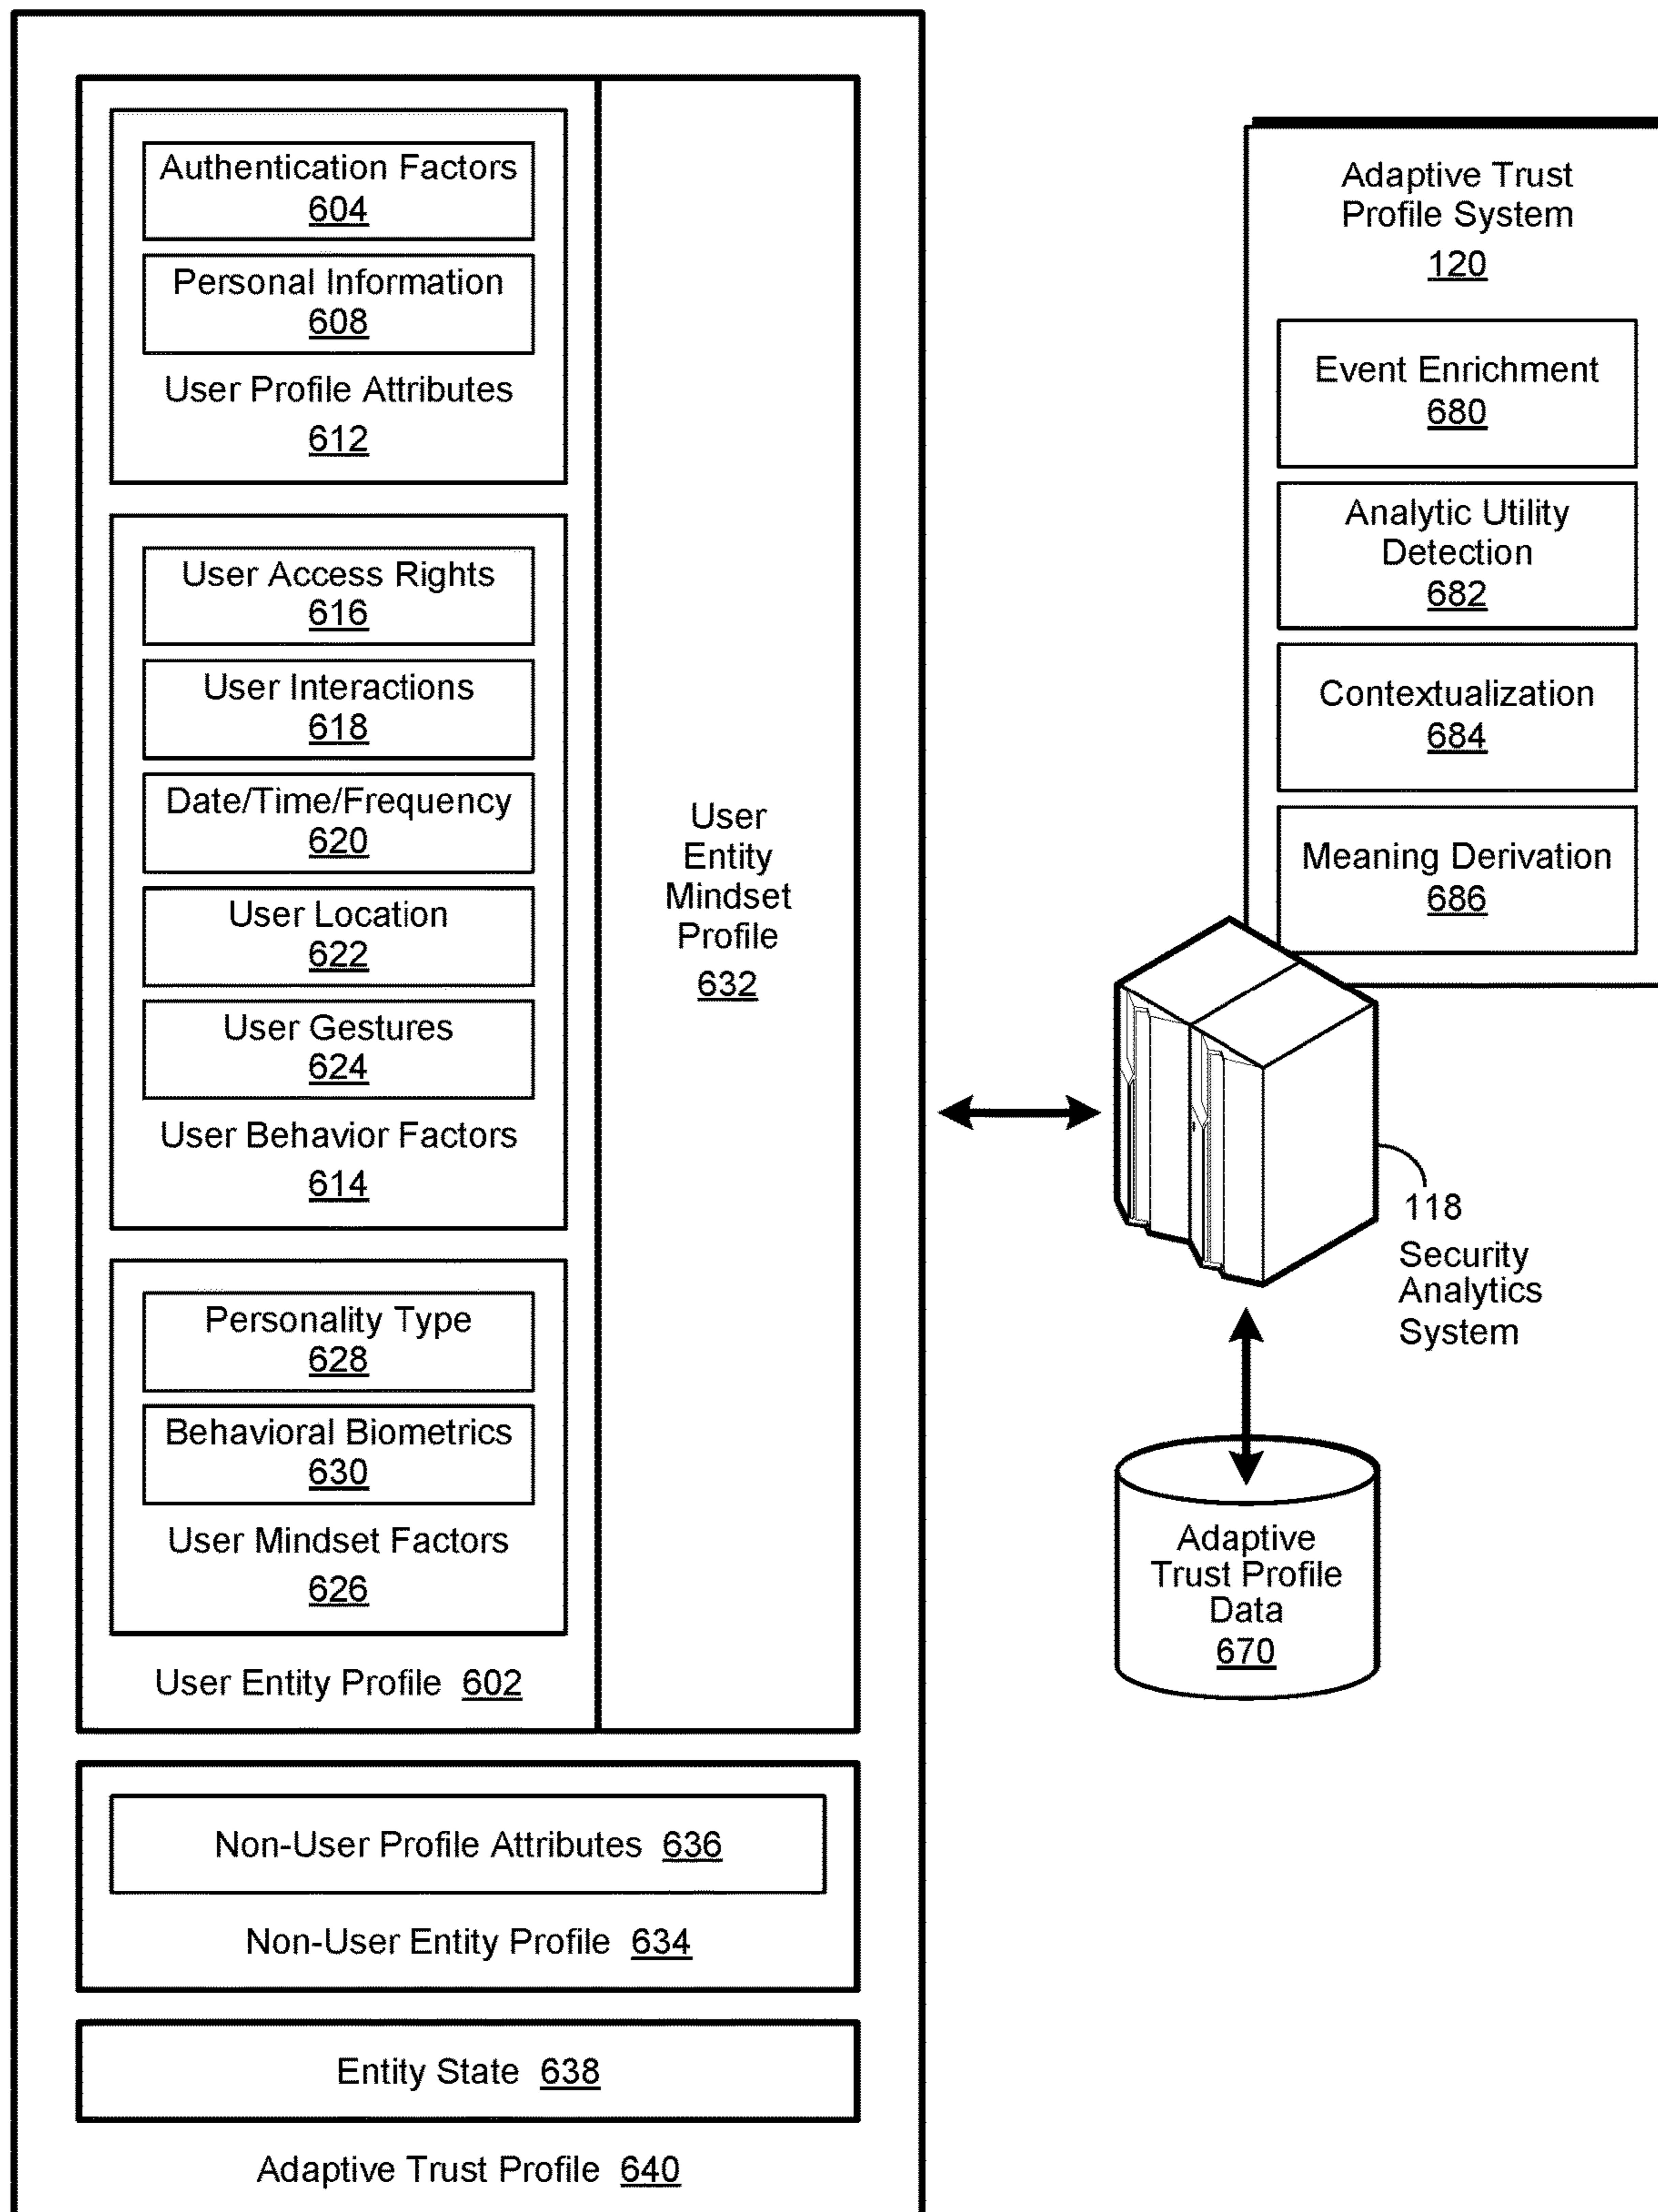 Authentication Factors
604
Personal Information
608
User Profile Attributes
612
User Access Rights
616
User Interactions
618
Date/Time/Frequency
620
User Location
622
User Gestures
624
User Behavior Factors
614
Personality Type
628
Behavioral Biometrics
630
User Mindset Factors
626
User Entity Profile 602
User
Entity
Mindset
Profile
632
Non-User Profile Attributes 636
Non-User Entity Profile 634
Entity State 638
Adaptive Trust Profile 640
Adaptive Trust
Profile System
120
Event Enrichment
680
Analytic Utility
Detection
682
Contextualization
684
Meaning Derivation
686
118
Security
Analytics
System
Adaptive
Trust Profile
Data
670